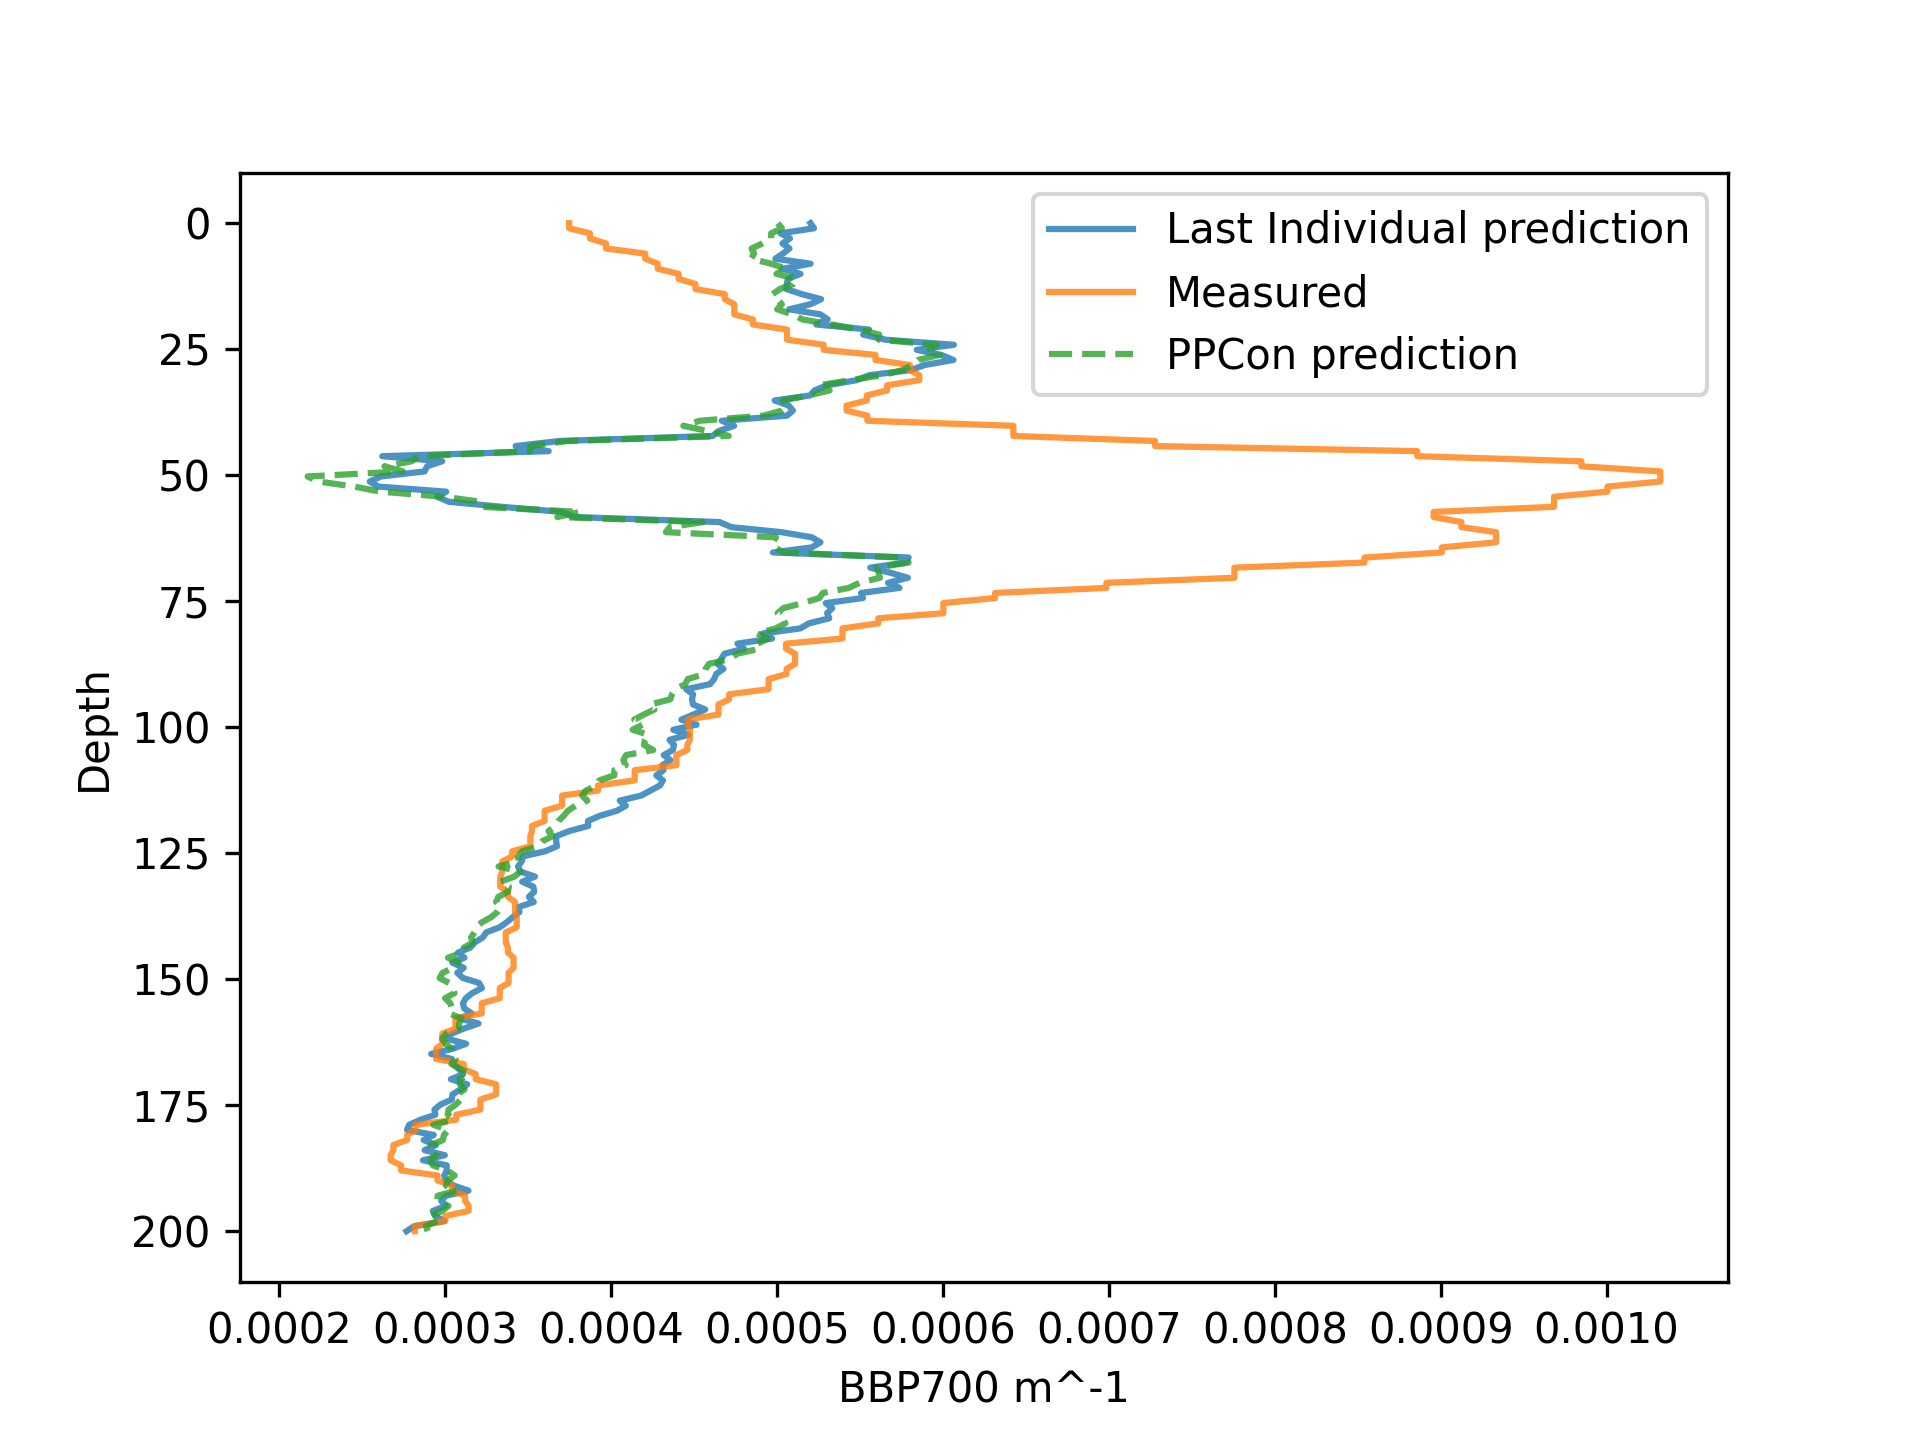 Last Individual prediction
Measured
PPCon prediction
Depth
0
25
50
75
100
125
150
175
200
0.0002 0.0003 0.0004 0.0005 0.0006 0.0007 0.0008 0.0009 0.0010
BBP700 m^-1